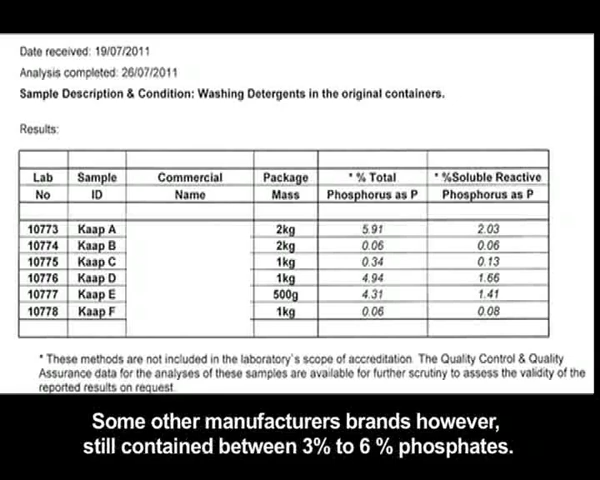 Date received: 19/07/2011
Analysis completed: 26/07/2011
Sample Description & Condition: Washing Detergents in the original containers.
Results:
Lab Sample Commercial Package * % Total * %Soluble Reactive
No ID Name Mass Phosphorus as P Phosphorus as P
10773 Kaap A 2kg 5.91 2.03
10774 Kaap B 2kg 0.06 0.06
10775 Kaap C 1kg 0.34 0.13
10776 Kaap D 1kg 4.94 1.66
10777 Kaap E 500g 4.31 1.41
10778 Kaap F 1kg 0.06 0.08
* These methods are not included in the laboratory's scope of accreditation. The Quality Control & Quality
Assurance data for the analyses of these samples are available for further scrutiny to assess the validity of the
reported results on request
Some other manufacturers brands however,
still contained between 3% to 6 % phosphates.